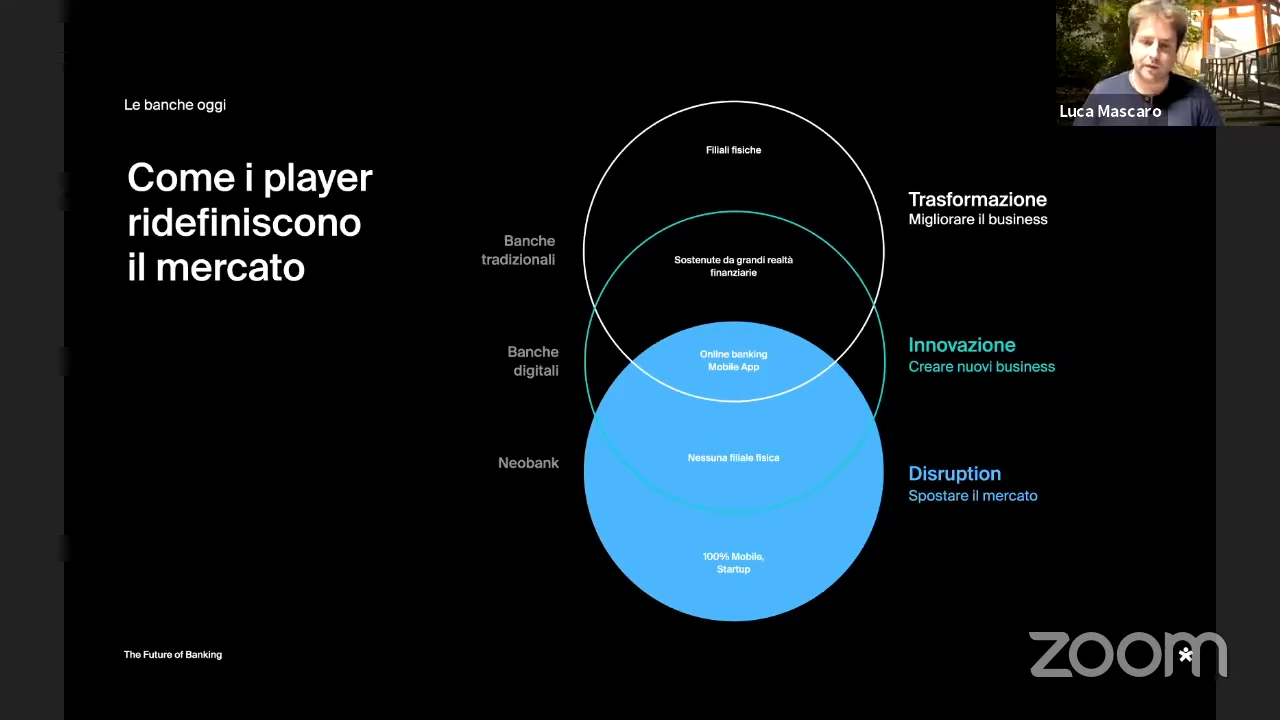 Le banche oggi
Come i player
ridefiniscono
il mercato
Luca Mascaro
Filiali fisiche
Trasformazione
Migliorare il business
Banche
tradizionali
Sostenute da grandi realtà
finanziarie
Banche
digitali
Online banking
Mobile App
Innovazione
Creare nuovi business
Neobank
Nessuna filiale fisica
Disruption
Spostare il mercato
100% Mobile,
Startup
The Future of Banking
zoom